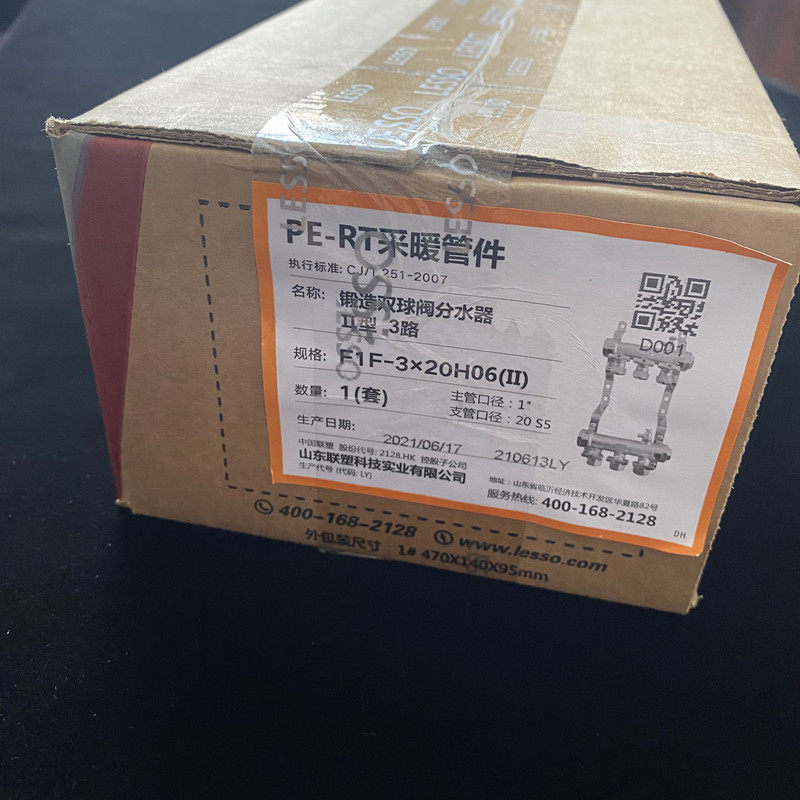 LESSO LESSO LESSO LESSO
LESSO
LESSO
LESSO
PE-RT采暖管件
执行标准: CJ/T 251-2007
名称: 锻造双球阀分水器
II型 3路
规格: F1F-3×20H06(II)
数量: 1(套)
主管口径: 1"
支管口径: 20 S5
生产日期: 2021/06/17 210613LY
中国联塑 股份代号: 2128.HK 控股子公司
山东联塑科技实业有限公司
生产代号 (代码: LY)
地址: 山东省临沂经济技术开发区华夏路82号
服务热线: 400-168-2128
D001
DH
400-168-2128 www.lesso.com
外包装尺寸 1# 470X140X95mm